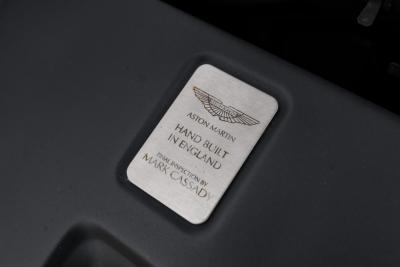 ASTON MARTIN
HAND BUILT
IN ENGLAND
FINAL INSPECTION BY
MARK CASSADY